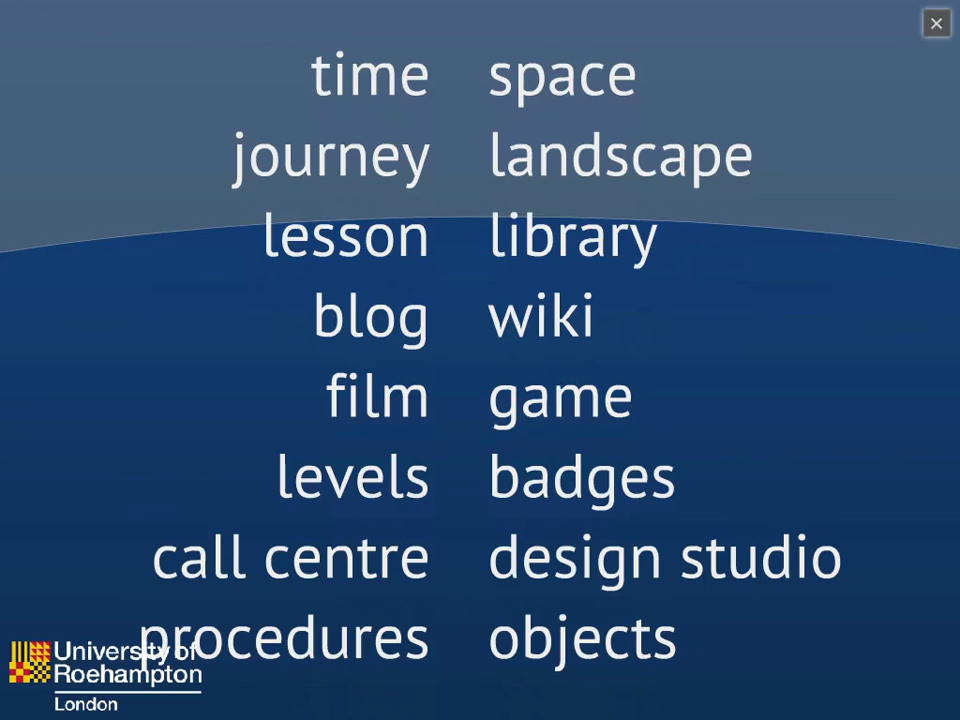 time space
journey landscape
lesson library
blog wiki
film game
levels badges
call centre design studio
procedures objects
University of
Roehampton
London